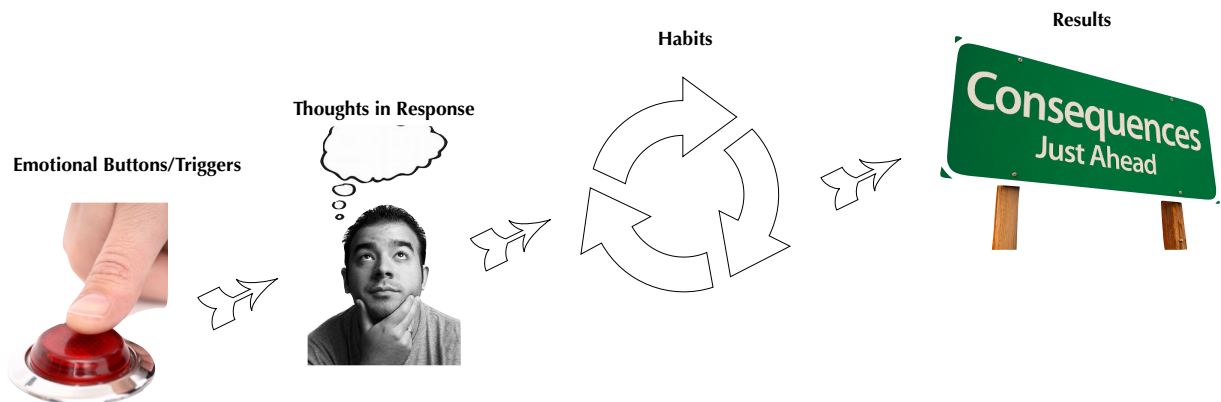 Emotional Buttons/Triggers
Thoughts in Response
Habits
Results
Consequences
Just Ahead